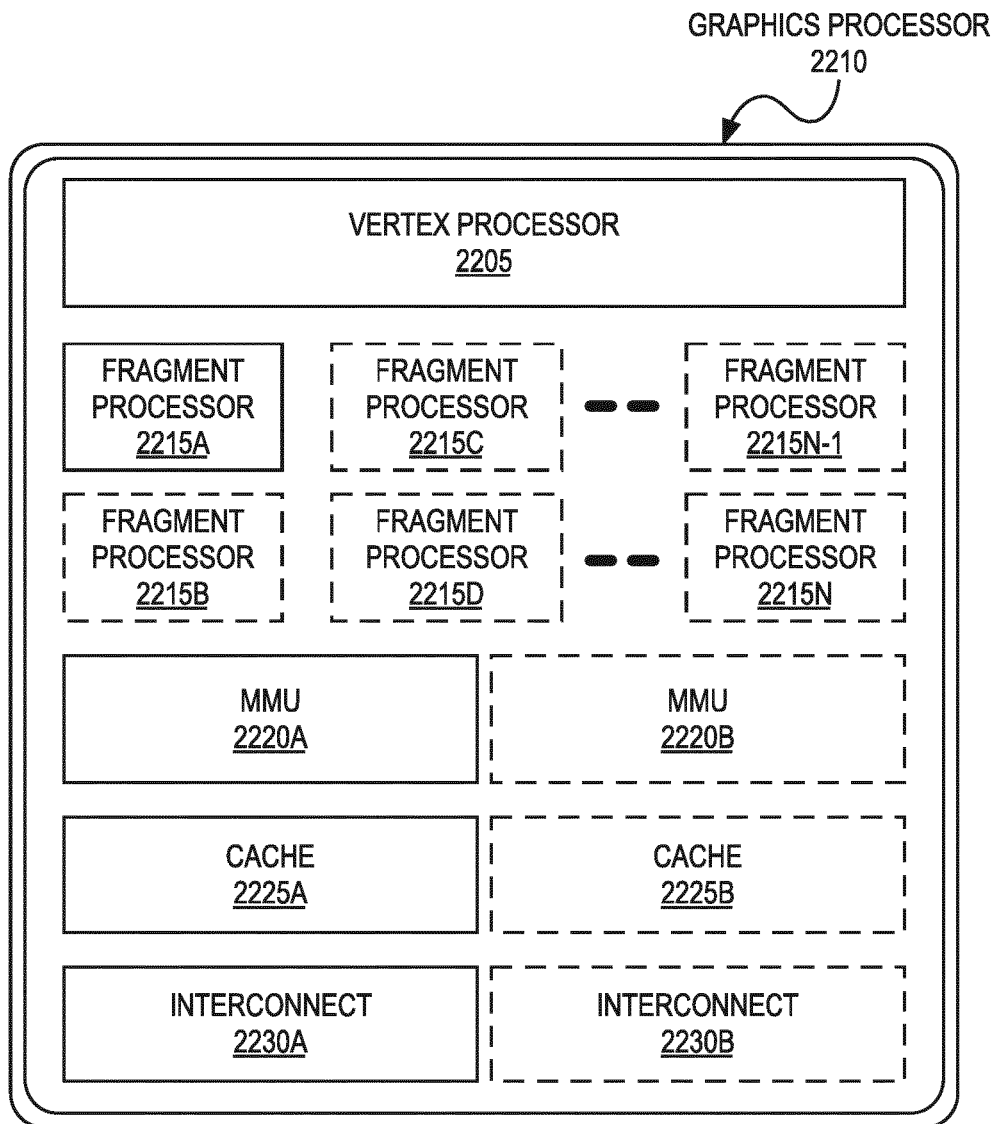 GRAPHICS PROCESSOR
2210
VERTEX PROCESSOR
2205
FRAGMENT
PROCESSOR
2215A
FRAGMENT
PROCESSOR
2215C
FRAGMENT
PROCESSOR
2215N-1
FRAGMENT
PROCESSOR
2215B
FRAGMENT
PROCESSOR
2215D
FRAGMENT
PROCESSOR
2215N
MMU
2220A
MMU
2220B
CACHE
2225A
CACHE
2225B
INTERCONNECT
2230A
INTERCONNECT
2230B